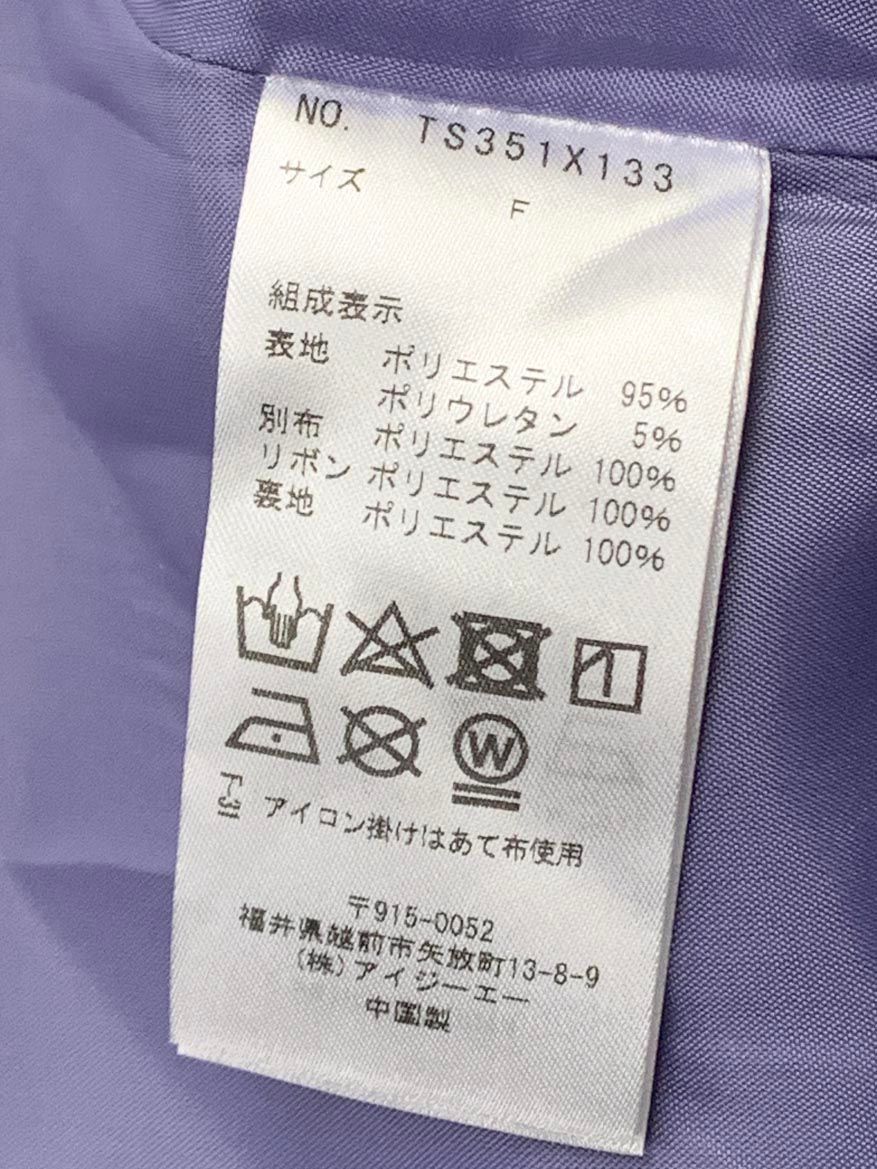 NO. TS351X133
サイズ F
組成表示
表地 ポリエステル 95%
ポリウレタン 5%
別布 ポリエステル 100%
リボン ポリエステル 100%
裏地 ポリエステル 100%
W
アイロン掛けはあて布使用
〒915-0052
福井県越前市矢放町13-8-9
(株)アイジーエー
中国製